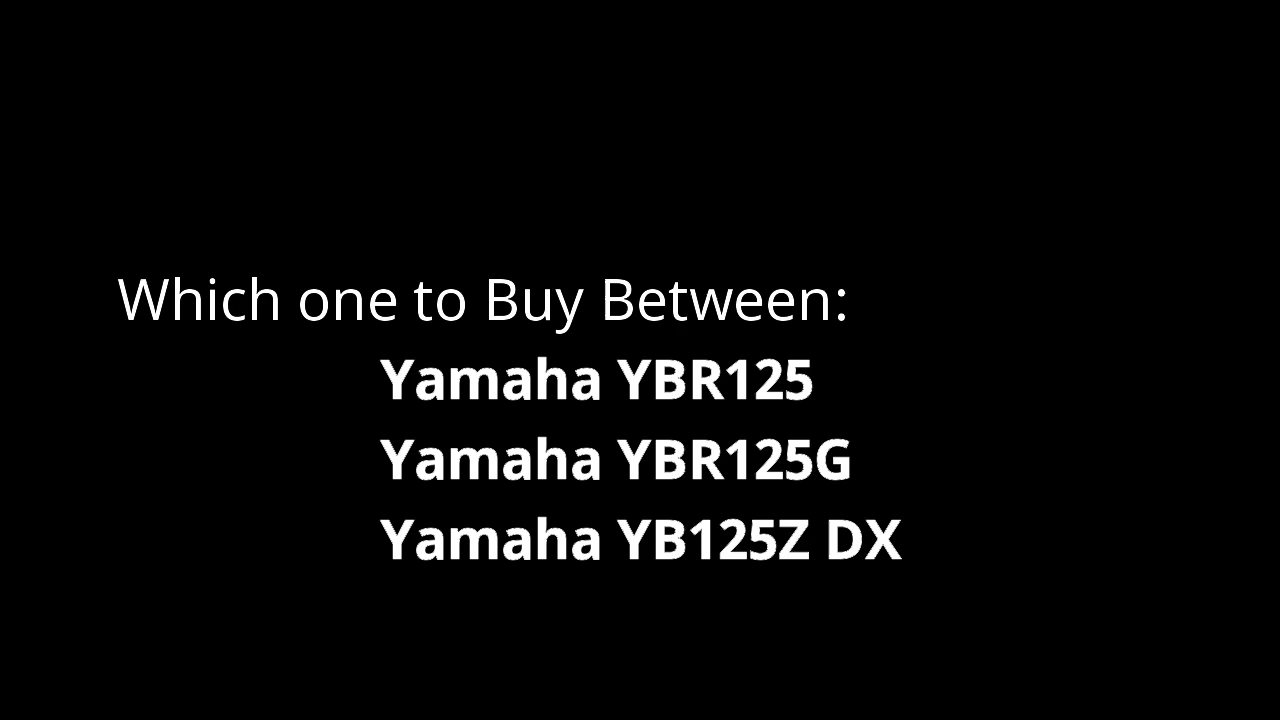 Which one to Buy Between:
Yamaha YBR125
Yamaha YBR125G
Yamaha YB125Z DX